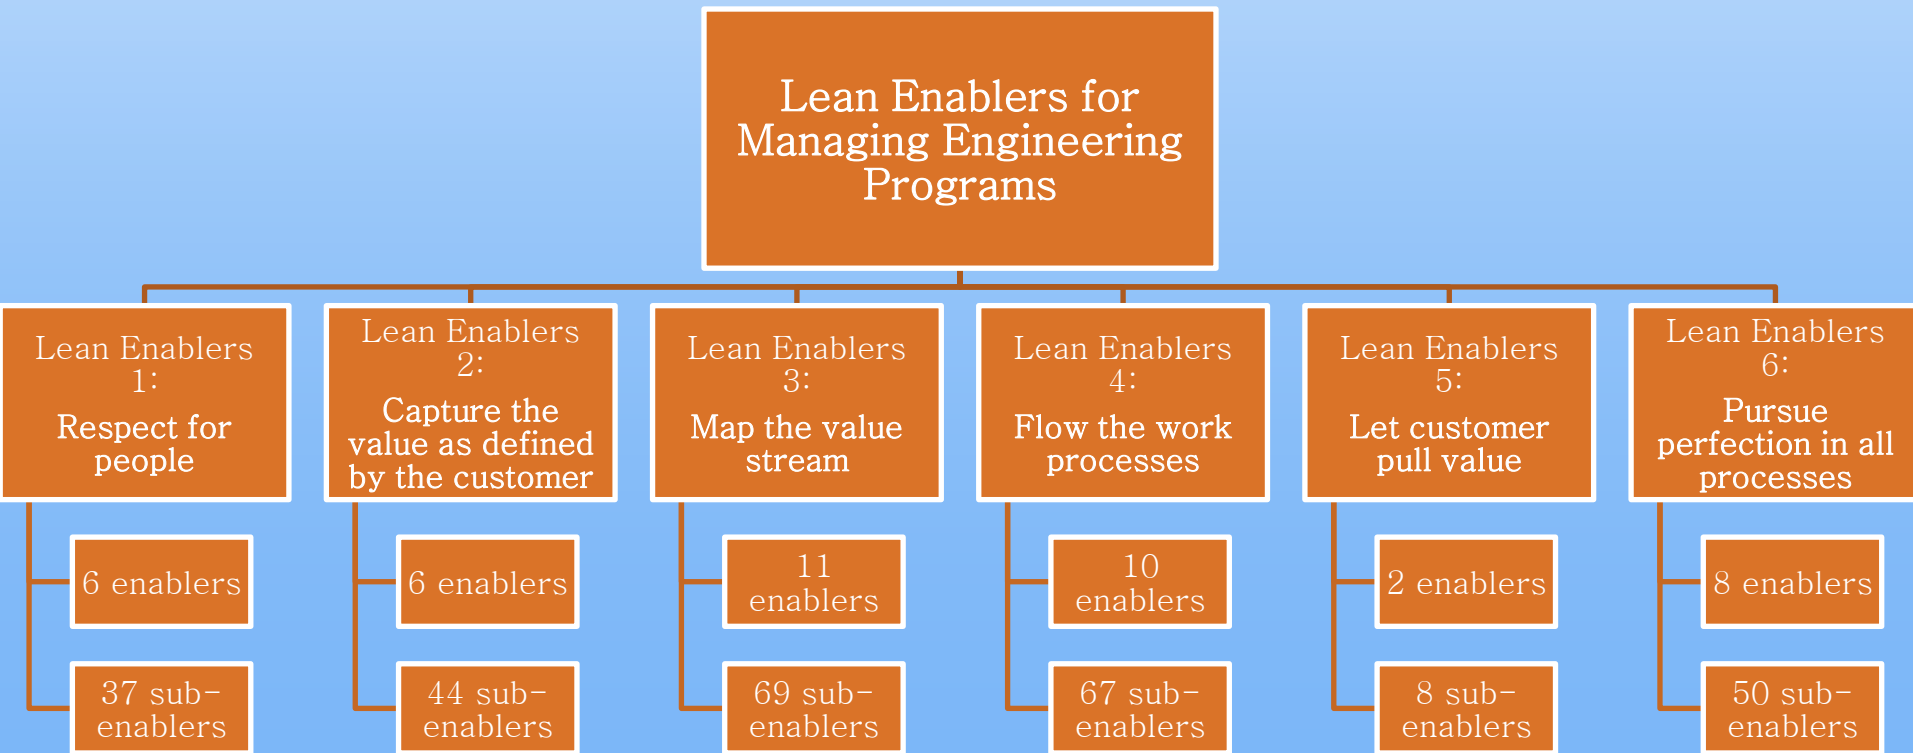 Lean Enablers for
Managing Engineering
Programs
Lean Enablers
1:
Respect for
people
6 enablers
37 sub-
enablers
Lean Enablers
2:
Capture the
value as defined
by the customer
6 enablers
44 sub-
enablers
Lean Enablers
3:
Map the value
stream
11
enablers
69 sub-
enablers
Lean Enablers
4:
Flow the work
processes
10
enablers
67 sub-
enablers
Lean Enablers
5:
Let customer
pull value
2 enablers
8 sub-
enablers
Lean Enablers
6:
Pursue
perfection in all
processes
8 enablers
50 sub-
enablers